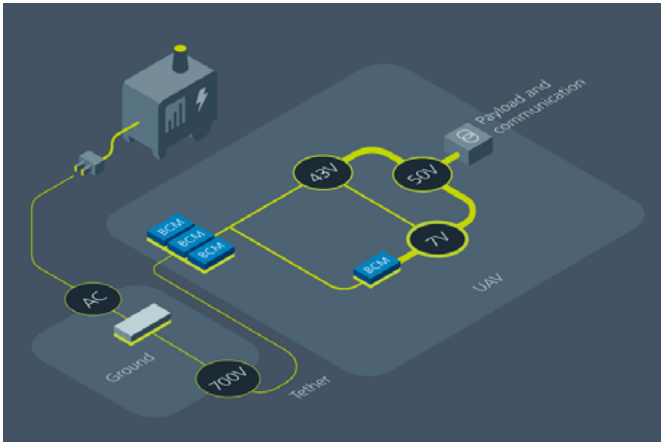 Payload and
communication
43V
50V
BCM
BCM
BCM
7V
BCM
UAV
AC
Ground
700V
Tether